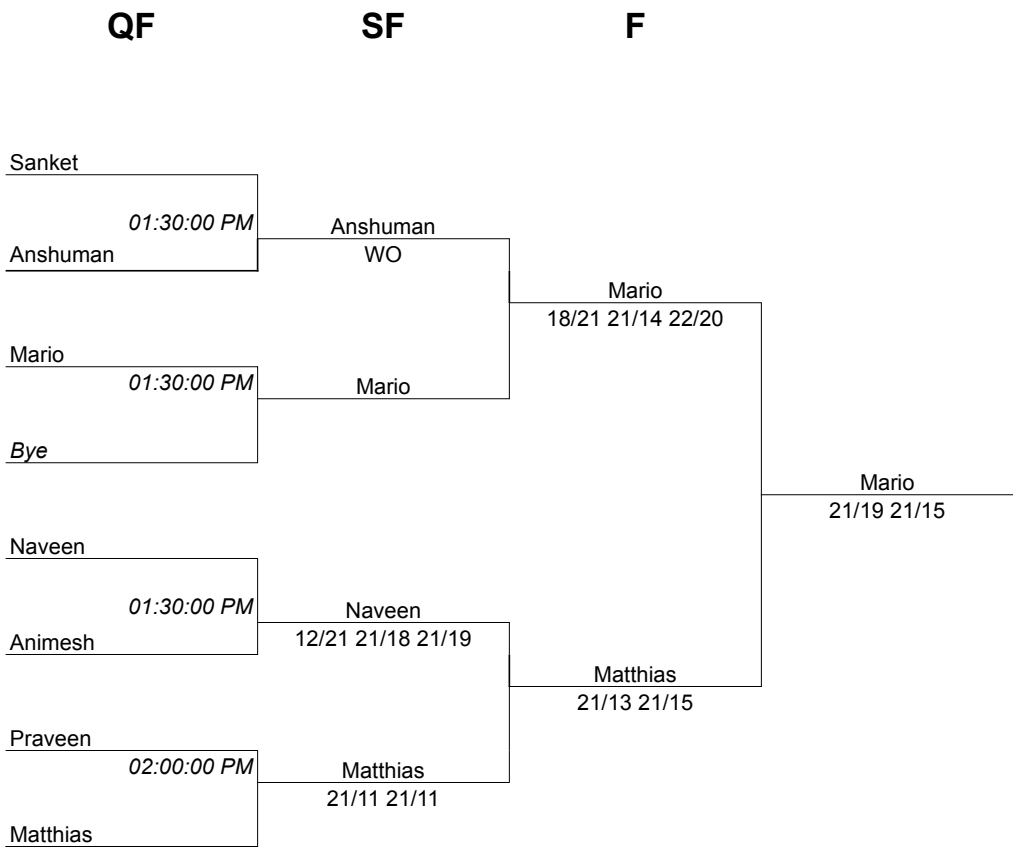 QF SF F
Sanket
01:30:00 PM
Anshuman
Anshuman
WO
Mario
18/21 21/14 22/20
Mario
01:30:00 PM
Mario
Bye
Mario
21/19 21/15
Naveen
01:30:00 PM
Naveen
Animesh
12/21 21/18 21/19
Matthias
21/13 21/15
Praveen
02:00:00 PM
Matthias
21/11 21/11
Matthias